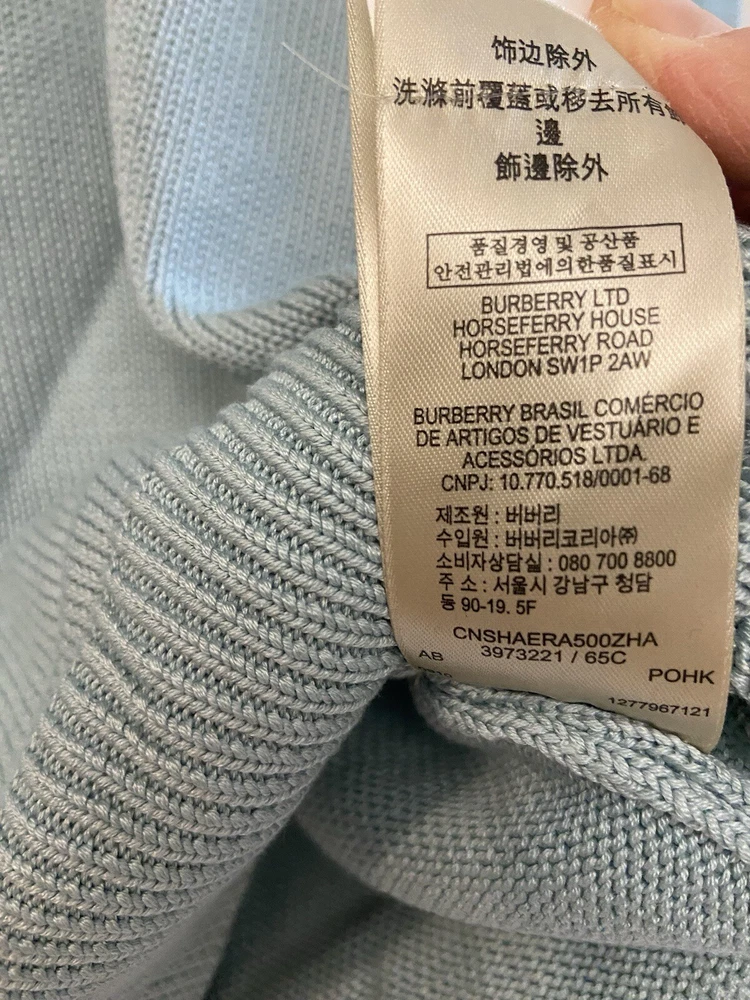 饰边除外
洗滌前覆蓋或移去所有
邊
飾邊除外
품질경영 및 공산품
안전관리법에의한품질표시
BURBERRY LTD
HORSEFERRY HOUSE
HORSEFERRY ROAD
LONDON SW1P 2AW
BURBERRY BRASIL COMÉRCIO
DE ARTIGOS DE VESTUÁRIO E
ACESSÓRIOS LTDA.
CNPJ: 10.770.518/0001-68
제조원 : 버버리
수입원 : 버버리코리아㈜
소비자상담실 : 080 700 8800
주 소 : 서울시 강남구 청담
동 90-19. 5F
CNSHAERA500ZHA
AB 3973221 / 65C
POHK
1277967121